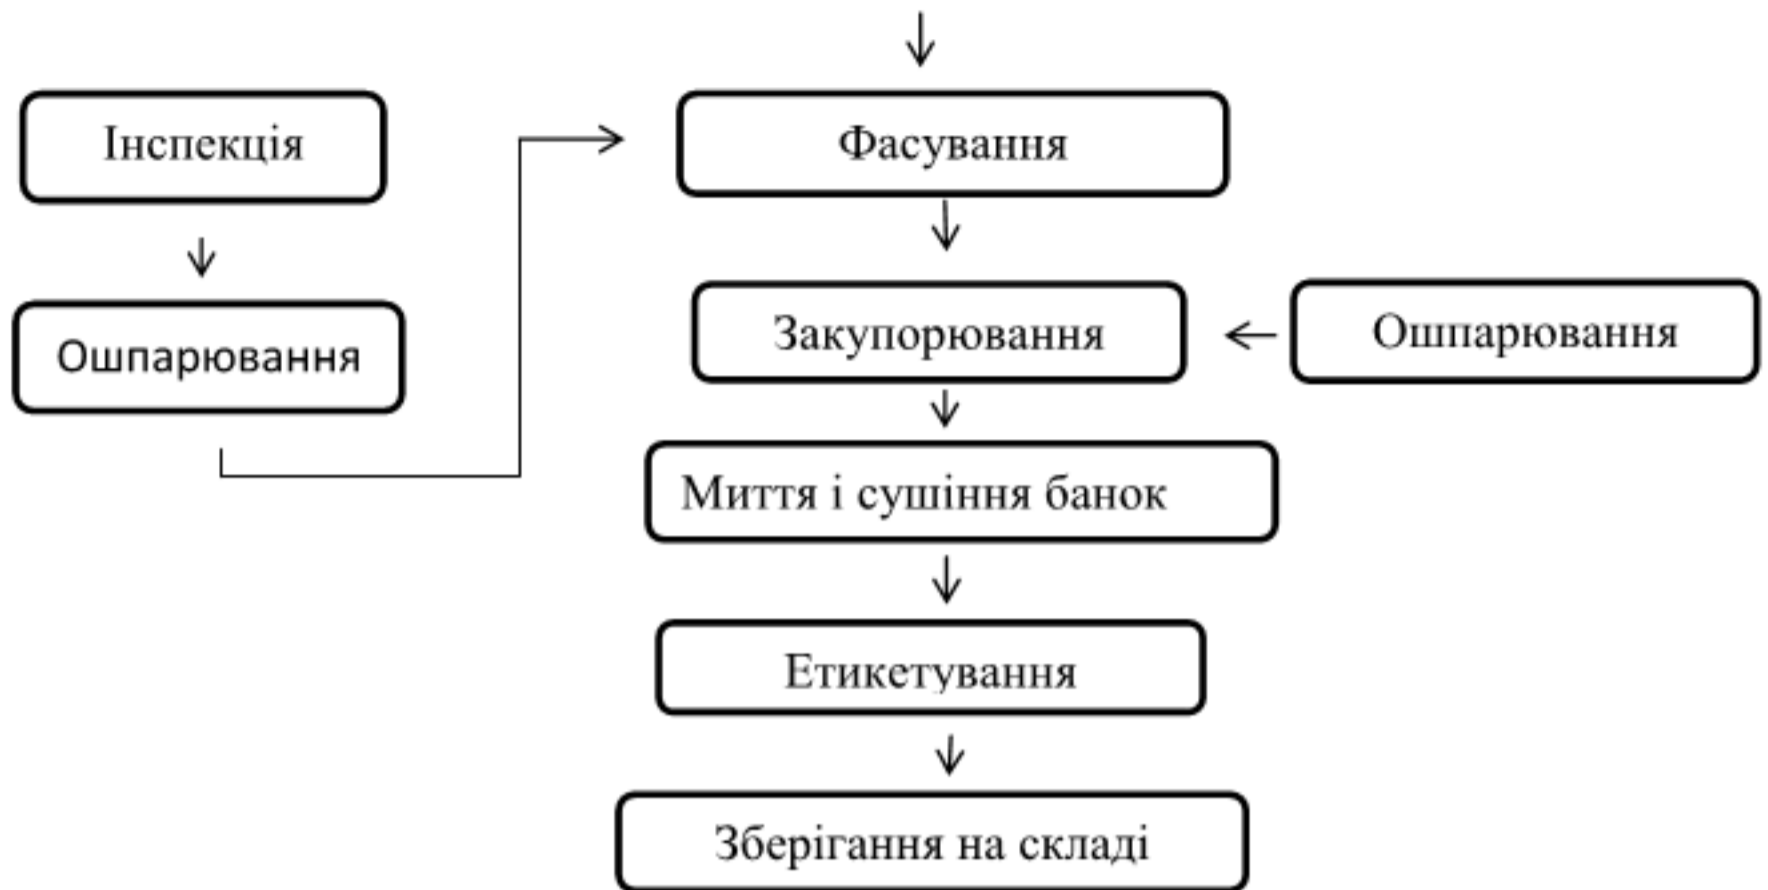 Інспекція
Фасування
Ошпарювання
Закупорювання
Ошпарювання
Миття і сушіння банок
Етикетування
Зберігання на складі